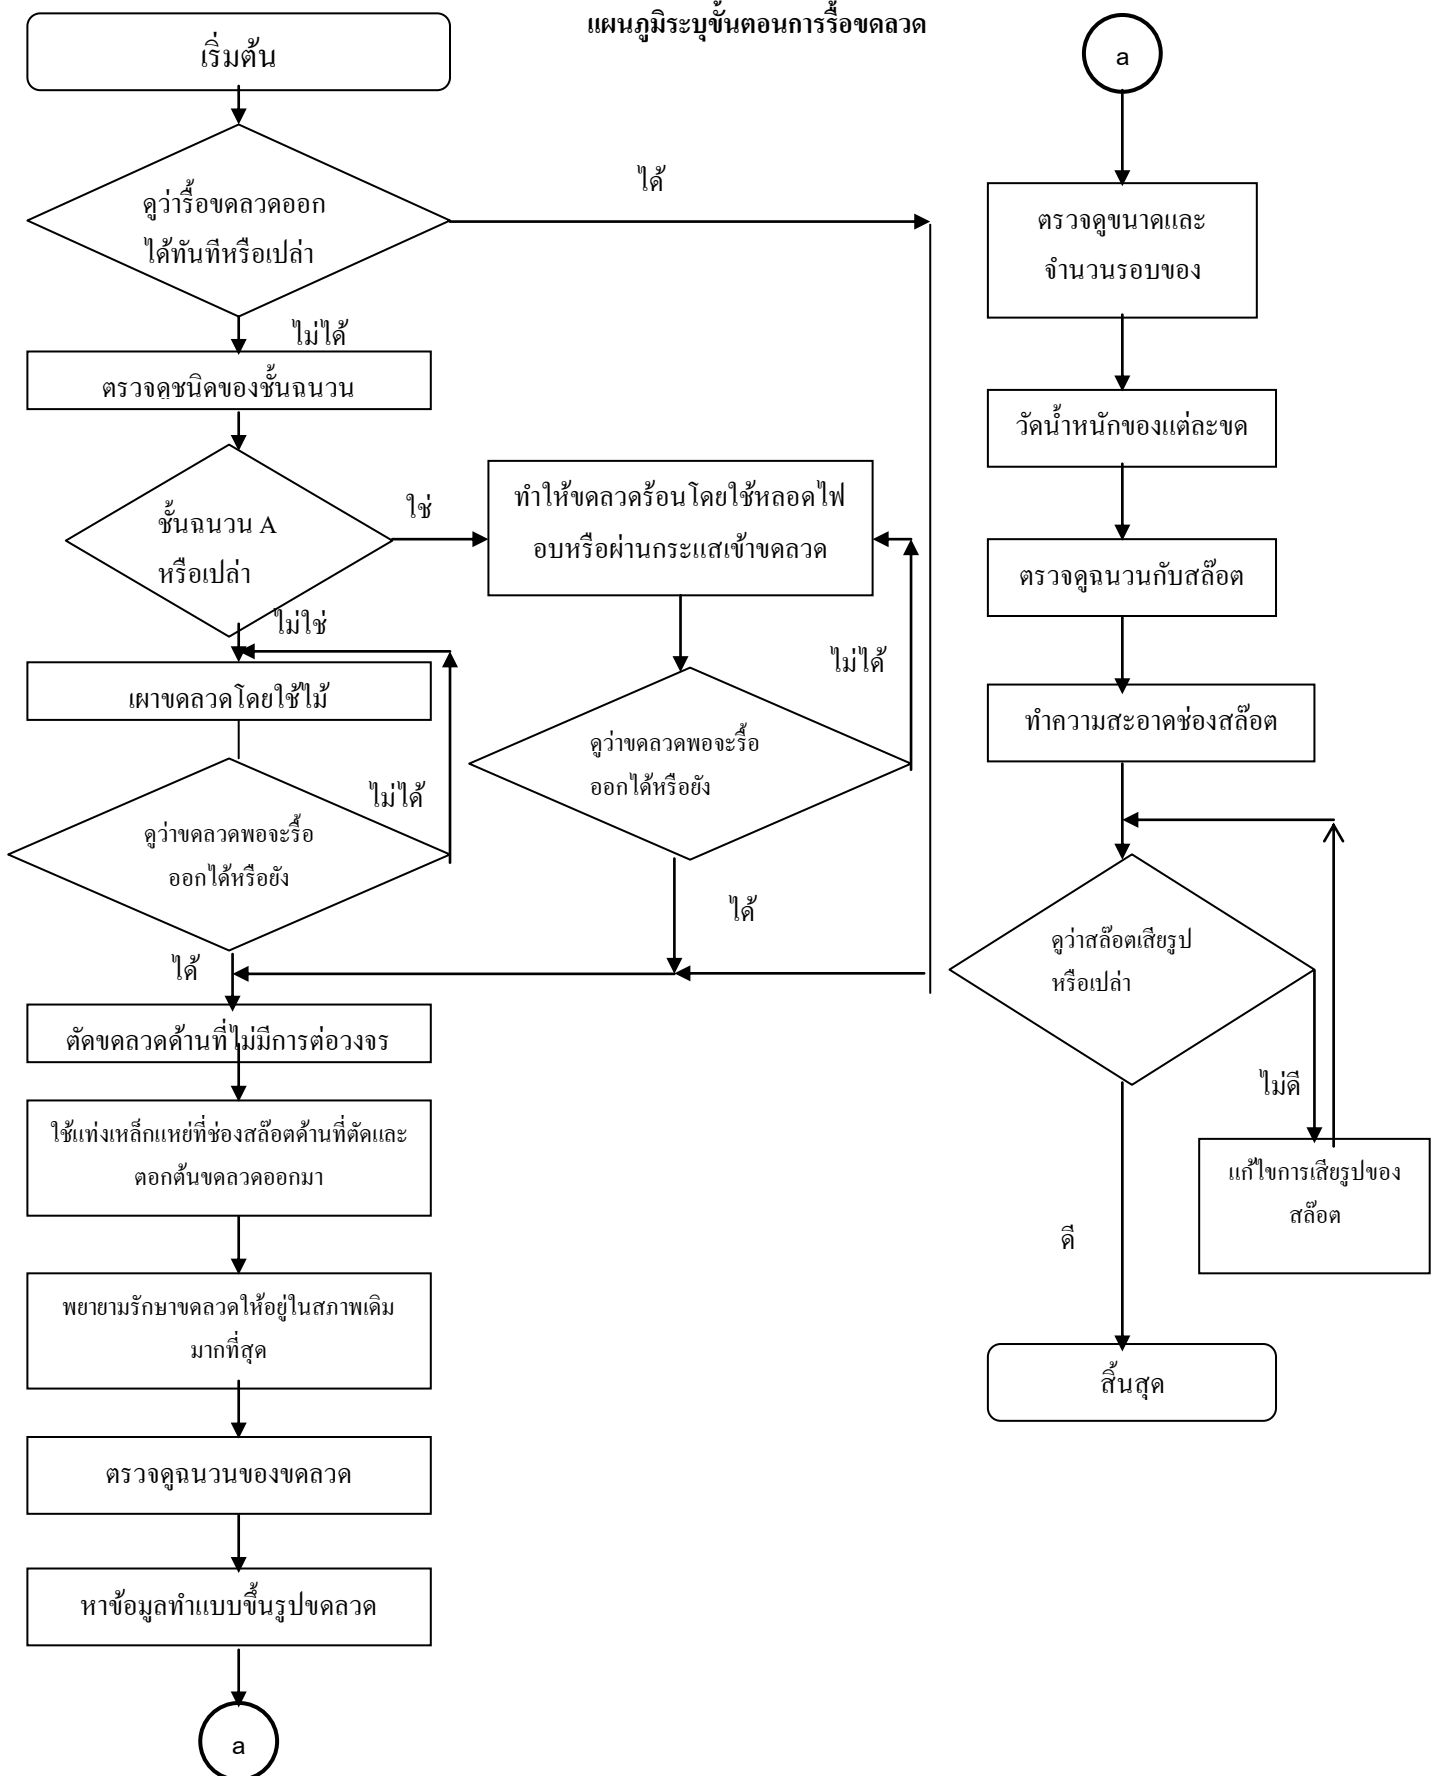 แผนภูมิระบุขั้นตอนการรื้อขดลวด
เริ่มต้น
ดูว่ารื้อขดลวดออก
ได้ทันทีหรือเปล่า
ได้
ไม่ได้
ตรวจดูชนิดของชั้นฉนวน
ชั้นฉนวน A
หรือเปล่า
ใช่
ทำให้ขดลวดร้อนโดยใช้หลอดไฟ
อบหรือผ่านกระแสเข้าขดลวด
ไม่ใช่
เผาขดลวดโดยใช้ไม้
ไม่ได้
ดูว่าขดลวดพอจะรื้อ
ออกได้หรือยัง
ไม่ได้
ดูว่าขดลวดพอจะรื้อ
ออกได้หรือยัง
ได้
ได้
ตัดขดลวดด้านที่ไม่มีการต่อวงจร
ใช้แท่งเหล็กแหย่ที่ช่องสล๊อตด้านที่ตัดและ
ตอกต้นขดลวดออกมา
พยายามรักษาขดลวดให้อยู่ในสภาพเดิม
มากที่สุด
ตรวจดูฉนวนของขดลวด
หาข้อมูลทำแบบขึ้นรูปขดลวด
a
a
ตรวจดูขนาดและ
จำนวนรอบของ
วัดน้ำหนักของแต่ละขด
ตรวจดูฉนวนกับสล๊อต
ทำความสะอาดช่องสล๊อต
ดูว่าสล๊อตเสียรูป
หรือเปล่า
ไม่ดี
แก้ไขการเสียรูปของ
สล๊อต
ดี
สิ้นสุด